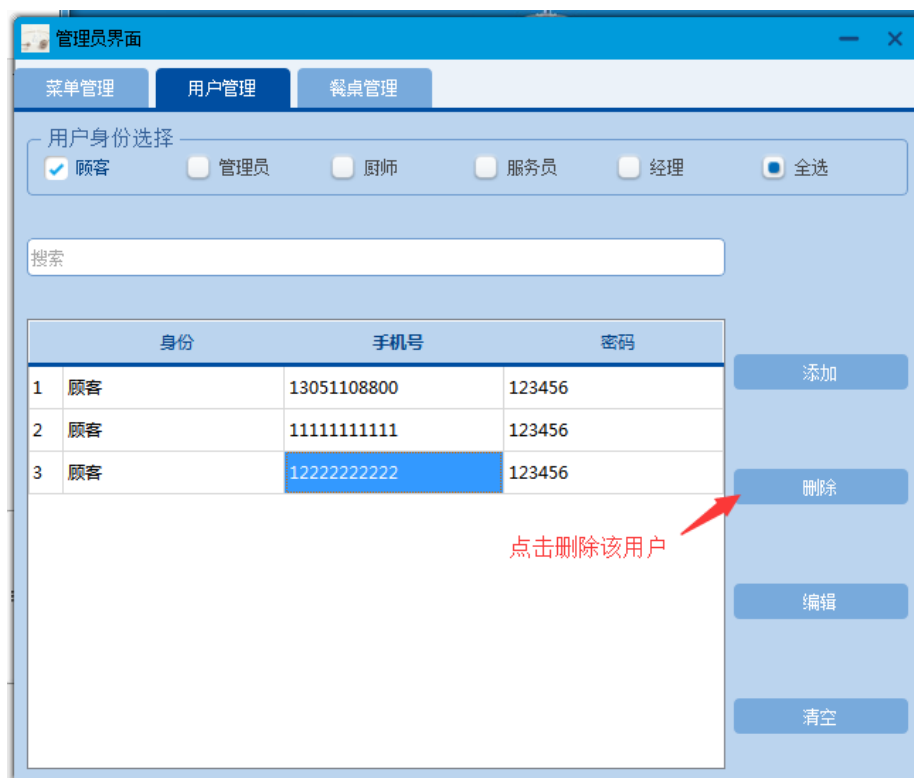 管理员界面
菜单管理 用户管理 餐桌管理
用户身份选择
顾客 管理员 厨师 服务员 经理 全选
搜索
身份 手机号 密码
添加
1 顾客 13051108800 123456
2 顾客 11111111111 123456
3 顾客 12222222222 123456
删除
点击删除该用户
编辑
清空